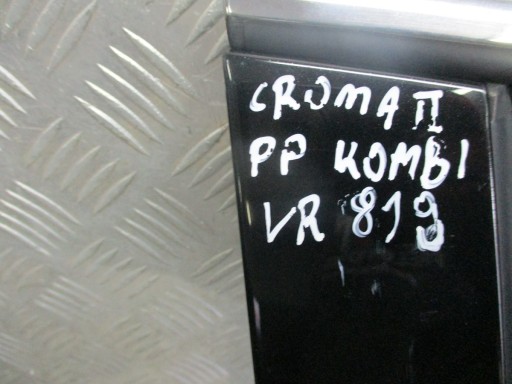 CROMA II
PP KOMBI
VR 819